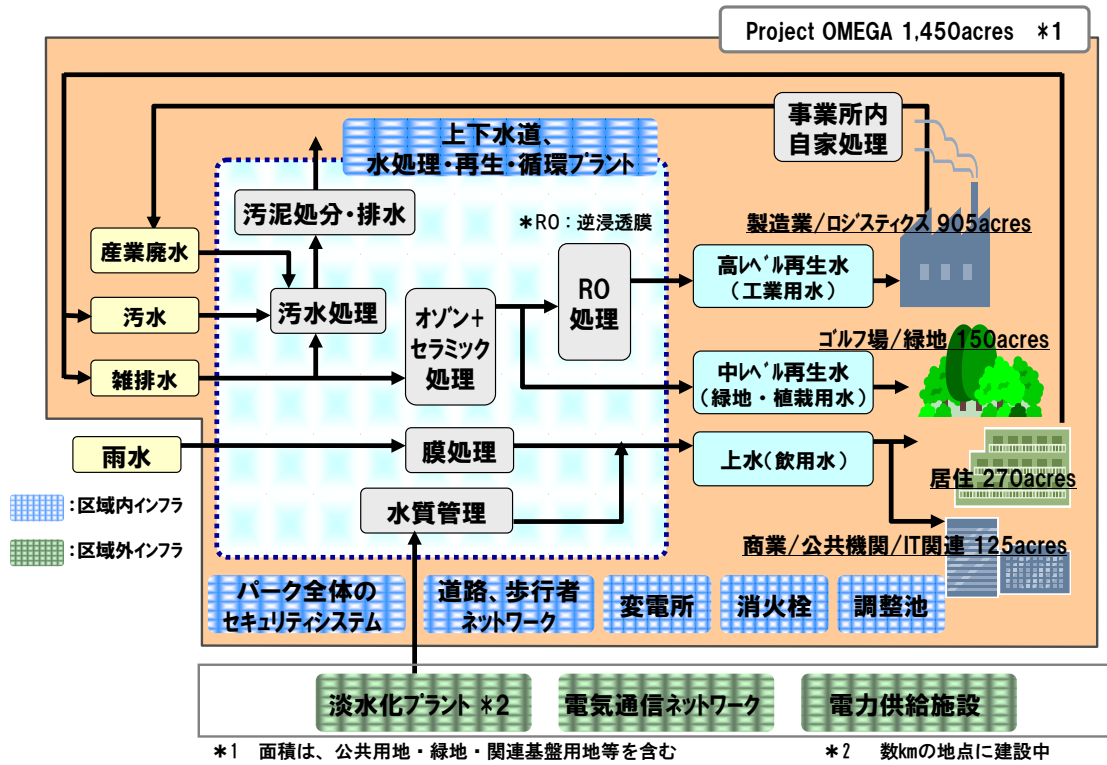 Project OMEGA 1,450acres *1
事業所内
自家処理
上下水道、
水処理・再生・循環プラント
汚泥処分・排水
*RO：逆浸透膜
製造業/ロジスティクス 905acres
産業廃水
高レベル再生水
(工業用水)
RO
処理
汚水
汚水処理
オゾン+
セラミック
処理
ゴルフ場/緑地 150acres
雑排水
中レベル再生水
(緑地・植栽用水)
雨水
膜処理
上水(飲用水)
居住 270acres
:区域内インフラ
水質管理
:区域外インフラ
商業/公共機関/IT関連 125acres
パーク全体の
セキュリティシステム
道路、歩行者
ネットワーク
変電所
消火栓
調整池
淡水化プラント *2
電気通信ネットワーク
電力供給施設
*1 面積は、公共用地・緑地・関連基盤用地等を含む
*2 数kmの地点に建設中